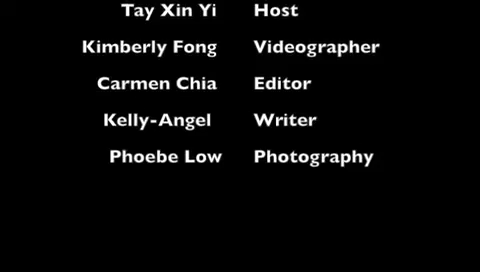 Tay Xin Yi Host
Kimberly Fong Videographer
Carmen Chia Editor
Kelly-Angel Writer
Phoebe Low Photography